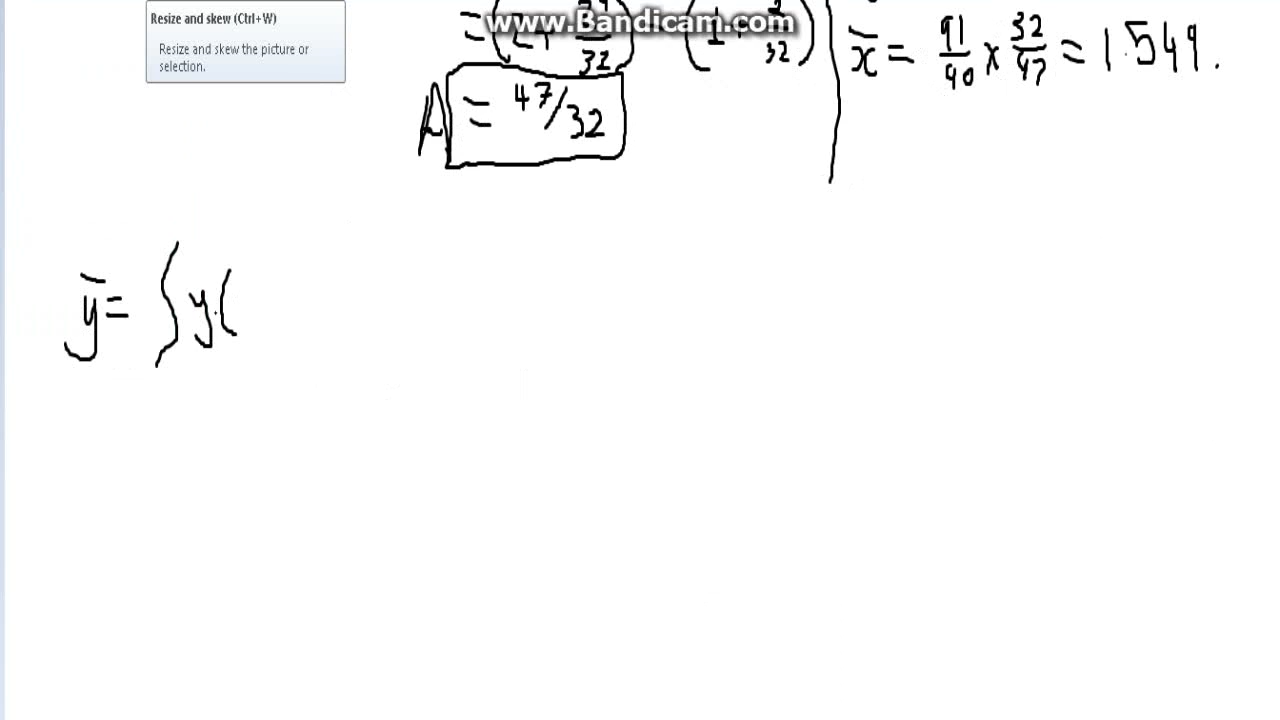 Resize and skew (Ctrl+W)
Resize and skew the picture or
selection.
www.Bandicam.com
A = 47/32
x̄ = 91/40 x 32/47 = 1.549.
ȳ = ∫ y.(